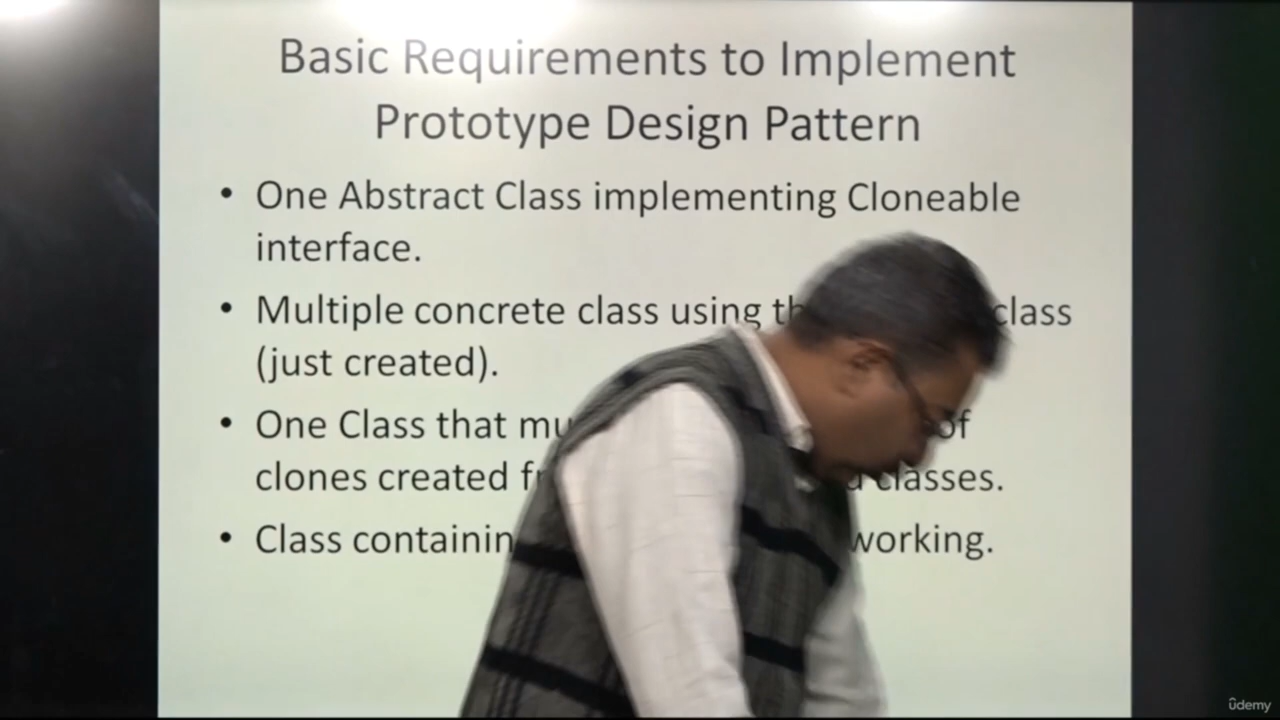 Basic Requirements to Implement
Prototype Design Pattern
• One Abstract Class implementing Cloneable
interface.
• Multiple concrete class using class
(just created).
• One Class that of
clones created classes.
• Class working.
ûdemy